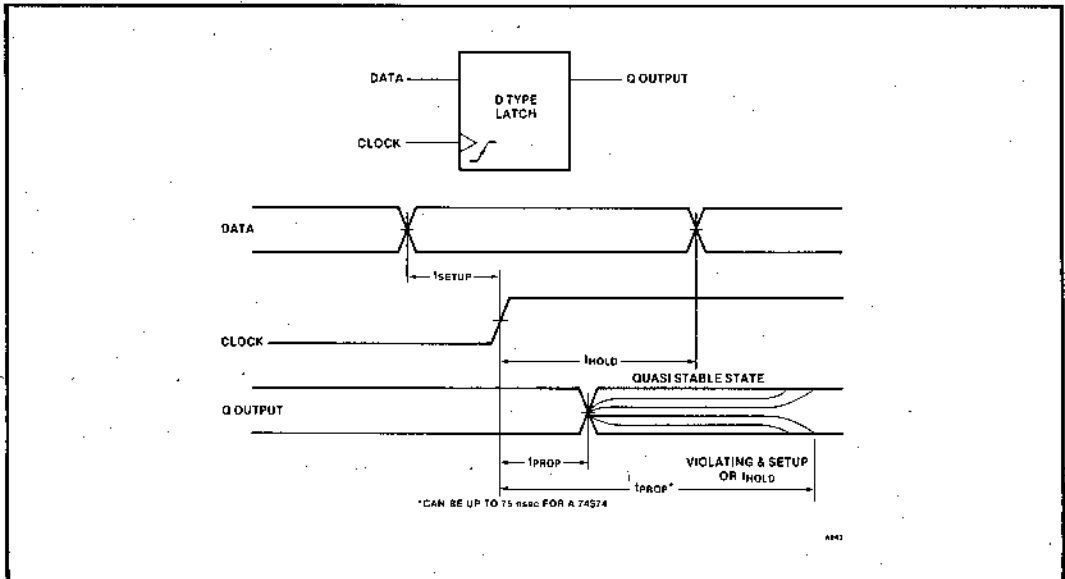 DATA
Q OUTPUT
D TYPE
LATCH
CLOCK
DATA
tSETUP
CLOCK
tHOLD
QUASI STABLE STATE
Q OUTPUT
tPROP
VIOLATING & SETUP
OR tHOLD
tPROP*
*CAN BE UP TO 75 nsec FOR A 74S74